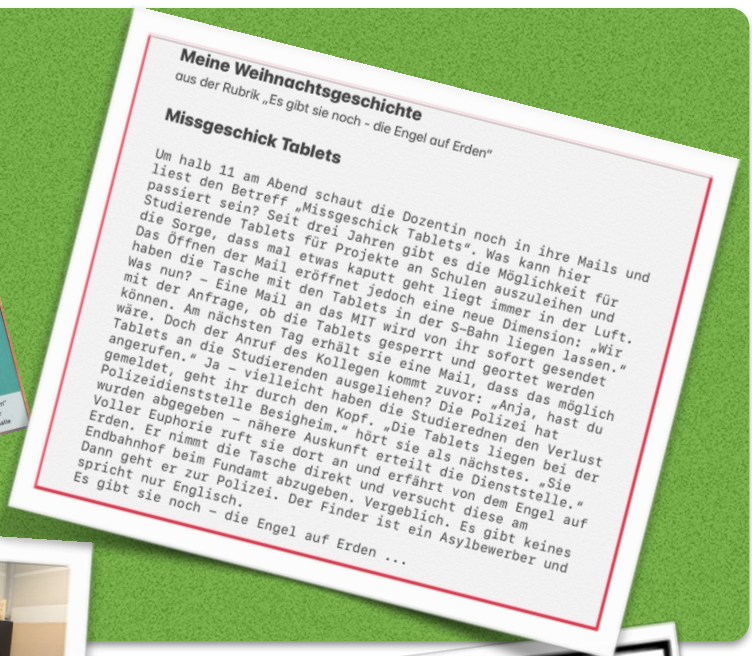 Meine Weihnachtsgeschichte
aus der Rubrik „Es gibt sie noch - die Engel auf Erden“
Missgeschick Tablets
Um halb 11 am Abend schaut die Dozentin noch in ihre Mails und
liest den Betreff „Missgeschick Tablets“. Was kann hier
passiert sein? Seit drei Jahren gibt es die Möglichkeit für
Studierende Tablets für Projekte an Schulen auszuleihen und
die Sorge, dass mal etwas kaputt geht liegt immer in der Luft.
Das Öffnen der Mail eröffnet jedoch eine neue Dimension: „Wir
haben die Tasche mit den Tablets in der S-Bahn liegen lassen.“
Was nun? – Eine Mail an das MIT wird von ihr sofort gesendet
mit der Anfrage, ob die Tablets gesperrt und geortet werden
können. Am nächsten Tag erhält sie eine Mail, dass das möglich
wäre. Doch der Anruf des Kollegen kommt zuvor: „Anja, hast du
Tablets an die Studierenden ausgeliehen? Die Polizei hat
angerufen.“ Ja – vielleicht haben die Studierednen den Verlust
gemeldet, geht ihr durch den Kopf. „Die Tablets liegen bei der
Polizeidienststelle Besigheim.“ hört sie als nächstes. „Sie
wurden abgegeben – nähere Auskunft erteilt die Dienststelle.“
Voller Euphorie ruft sie dort an und erfährt von dem Engel auf
Erden. Er nimmt die Tasche direkt und versucht diese am
Endbahnhof beim Fundamt abzugeben. Vergeblich. Es gibt keines
Dann geht er zur Polizei. Der Finder ist ein Asylbewerber und
spricht nur Englisch.
Es gibt sie noch – die Engel auf Erden ...